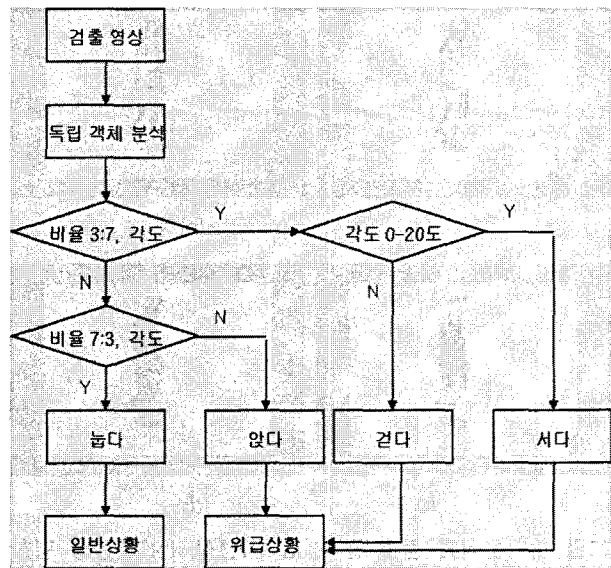 검출 영상
독립 객체 분석
비율 3:7, 각도
Y
각도 0-20도
Y
N
N
비율 7:3, 각도
N
Y
눕다
앉다
걷다
서다
일반상황
위급상황